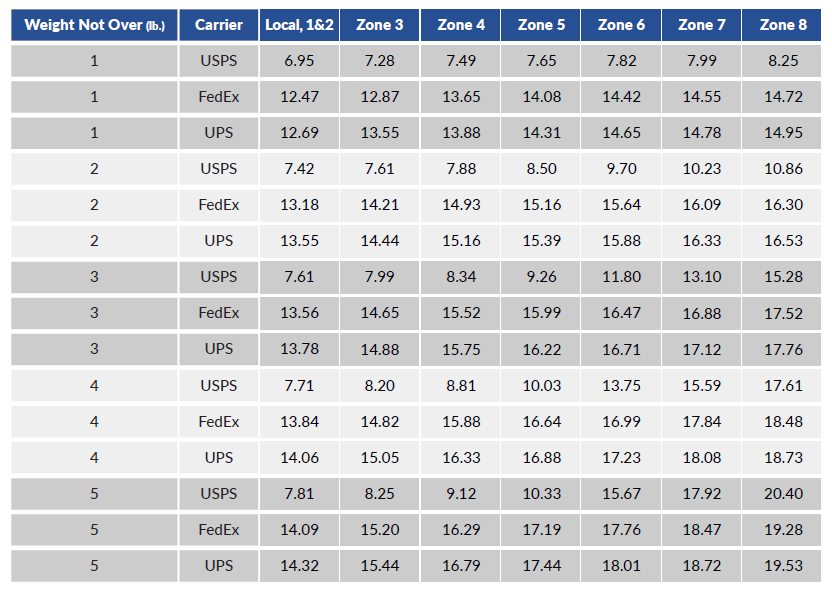 Weight Not Over (lb.) Carrier Local, 1&2 Zone 3 Zone 4 Zone 5 Zone 6 Zone 7 Zone 8
1 USPS 6.95 7.28 7.49 7.65 7.82 7.99 8.25
1 FedEx 12.47 12.87 13.65 14.08 14.42 14.55 14.72
1 UPS 12.69 13.55 13.88 14.31 14.65 14.78 14.95
2 USPS 7.42 7.61 7.88 8.50 9.70 10.23 10.86
2 FedEx 13.18 14.21 14.93 15.16 15.64 16.09 16.30
2 UPS 13.55 14.44 15.16 15.39 15.88 16.33 16.53
3 USPS 7.61 7.99 8.34 9.26 11.80 13.10 15.28
3 FedEx 13.56 14.65 15.52 15.99 16.47 16.88 17.52
3 UPS 13.78 14.88 15.75 16.22 16.71 17.12 17.76
4 USPS 7.71 8.20 8.81 10.03 13.75 15.59 17.61
4 FedEx 13.84 14.82 15.88 16.64 16.99 17.84 18.48
4 UPS 14.06 15.05 16.33 16.88 17.23 18.08 18.73
5 USPS 7.81 8.25 9.12 10.33 15.67 17.92 20.40
5 FedEx 14.09 15.20 16.29 17.19 17.76 18.47 19.28
5 UPS 14.32 15.44 16.79 17.44 18.01 18.72 19.53